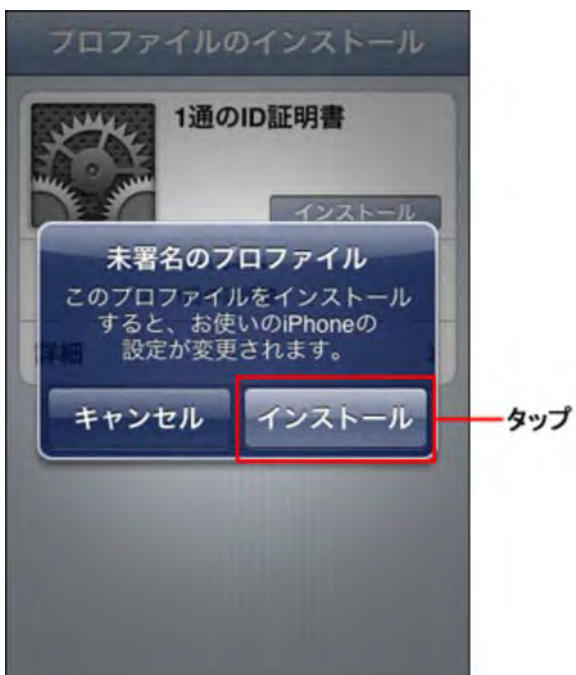 プロファイルのインストール
1通のID証明書
インストール
未署名のプロファイル
このプロファイルをインストール
すると、お使いのiPhoneの
設定が変更されます。
詳細
キャンセル
インストール
タップ